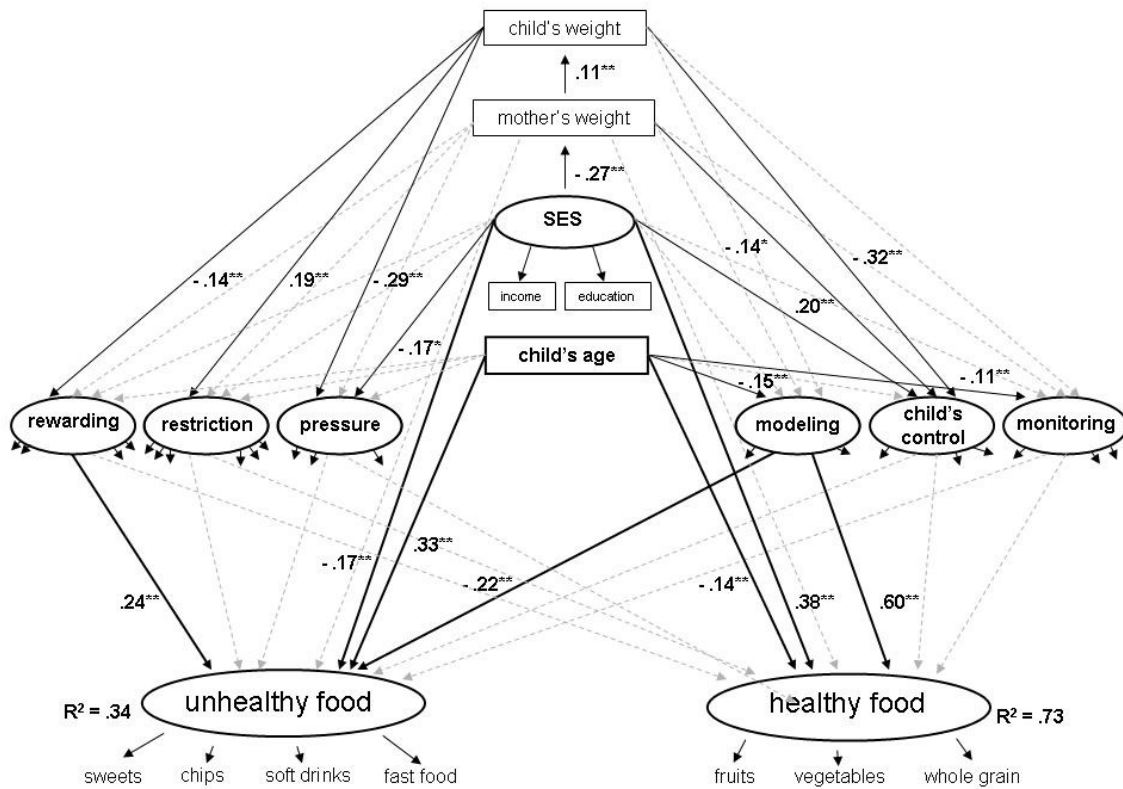 child's weight
.11**
mother's weight
- .27**
SES
- .14**
.19**
- .29**
- .14*
- .32**
income
education
.20**
- .17*
child's age
- .15**
- .11**
rewarding
restriction
pressure
modeling
child's
control
monitoring
- .17**
.33**
- .22**
- .14**
.24**
.38**
.60**
unhealthy food
healthy food
R² = .34
R² = .73
sweets
chips
soft drinks
fast food
fruits
vegetables
whole grain